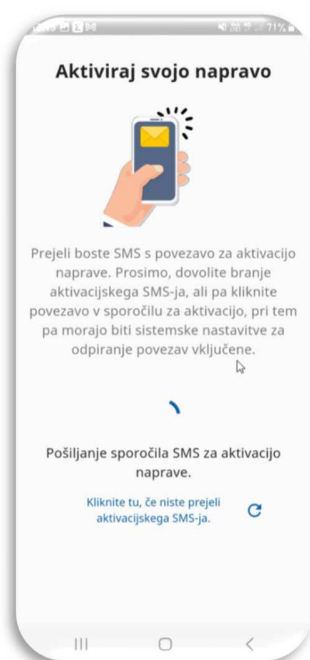 71%
Aktiviraj svojo napravo
Prejeli boste SMS s povezavo za aktivacijo
naprave. Prosimo, dovolite branje
aktivacijskega SMS-ja, ali pa kliknite
povezavo v sporočilu za aktivacijo, pri tem
pa morajo biti sistemske nastavitve za
odpiranje povezav vključene.
Pošiljanje sporočila SMS za aktivacijo
naprave.
Kliknite tu, če niste prejeli
aktivacijskega SMS-ja.